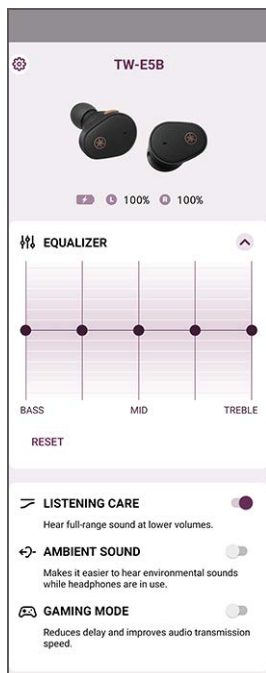 TW-E5B
L 100% R 100%
EQUALIZER
BASS MID TREBLE
RESET
LISTENING CARE
Hear full-range sound at lower volumes.
AMBIENT SOUND
Makes it easier to hear environmental sounds
while headphones are in use.
GAMING MODE
Reduces delay and improves audio transmission
speed.